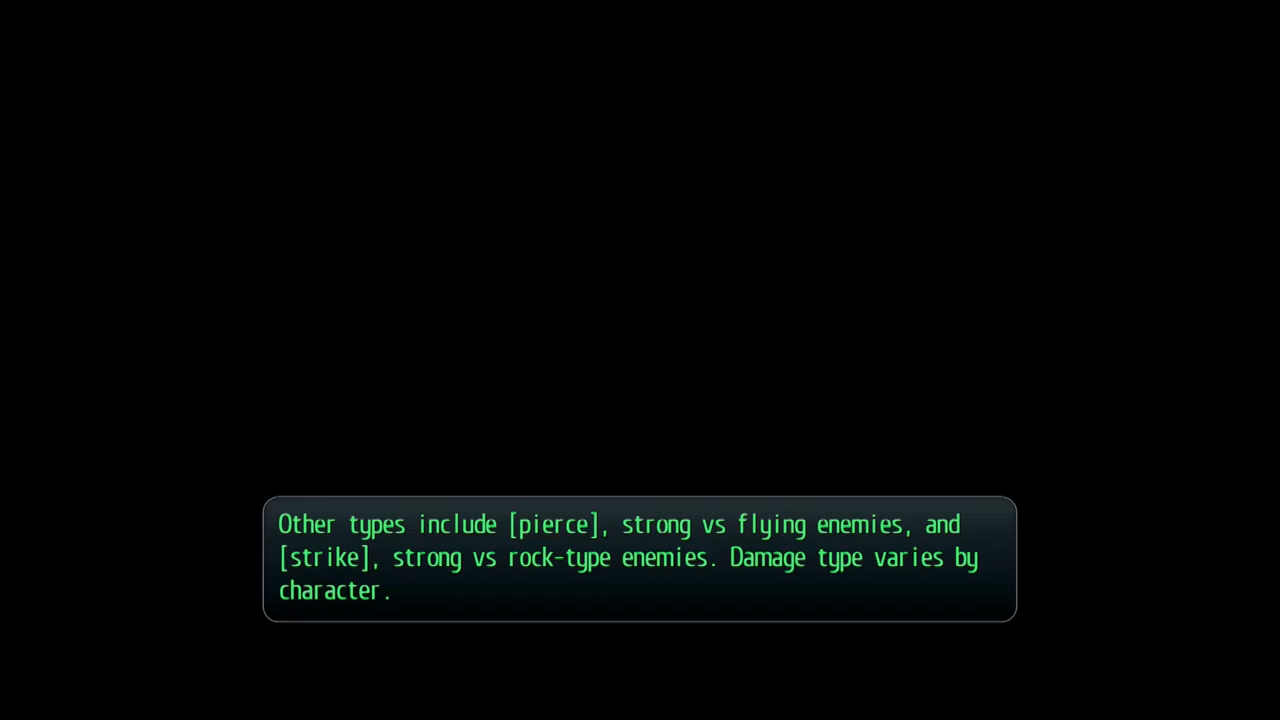 Other types include [pierce], strong vs flying enemies, and
[strike], strong vs rock-type enemies. Damage type varies by
character.